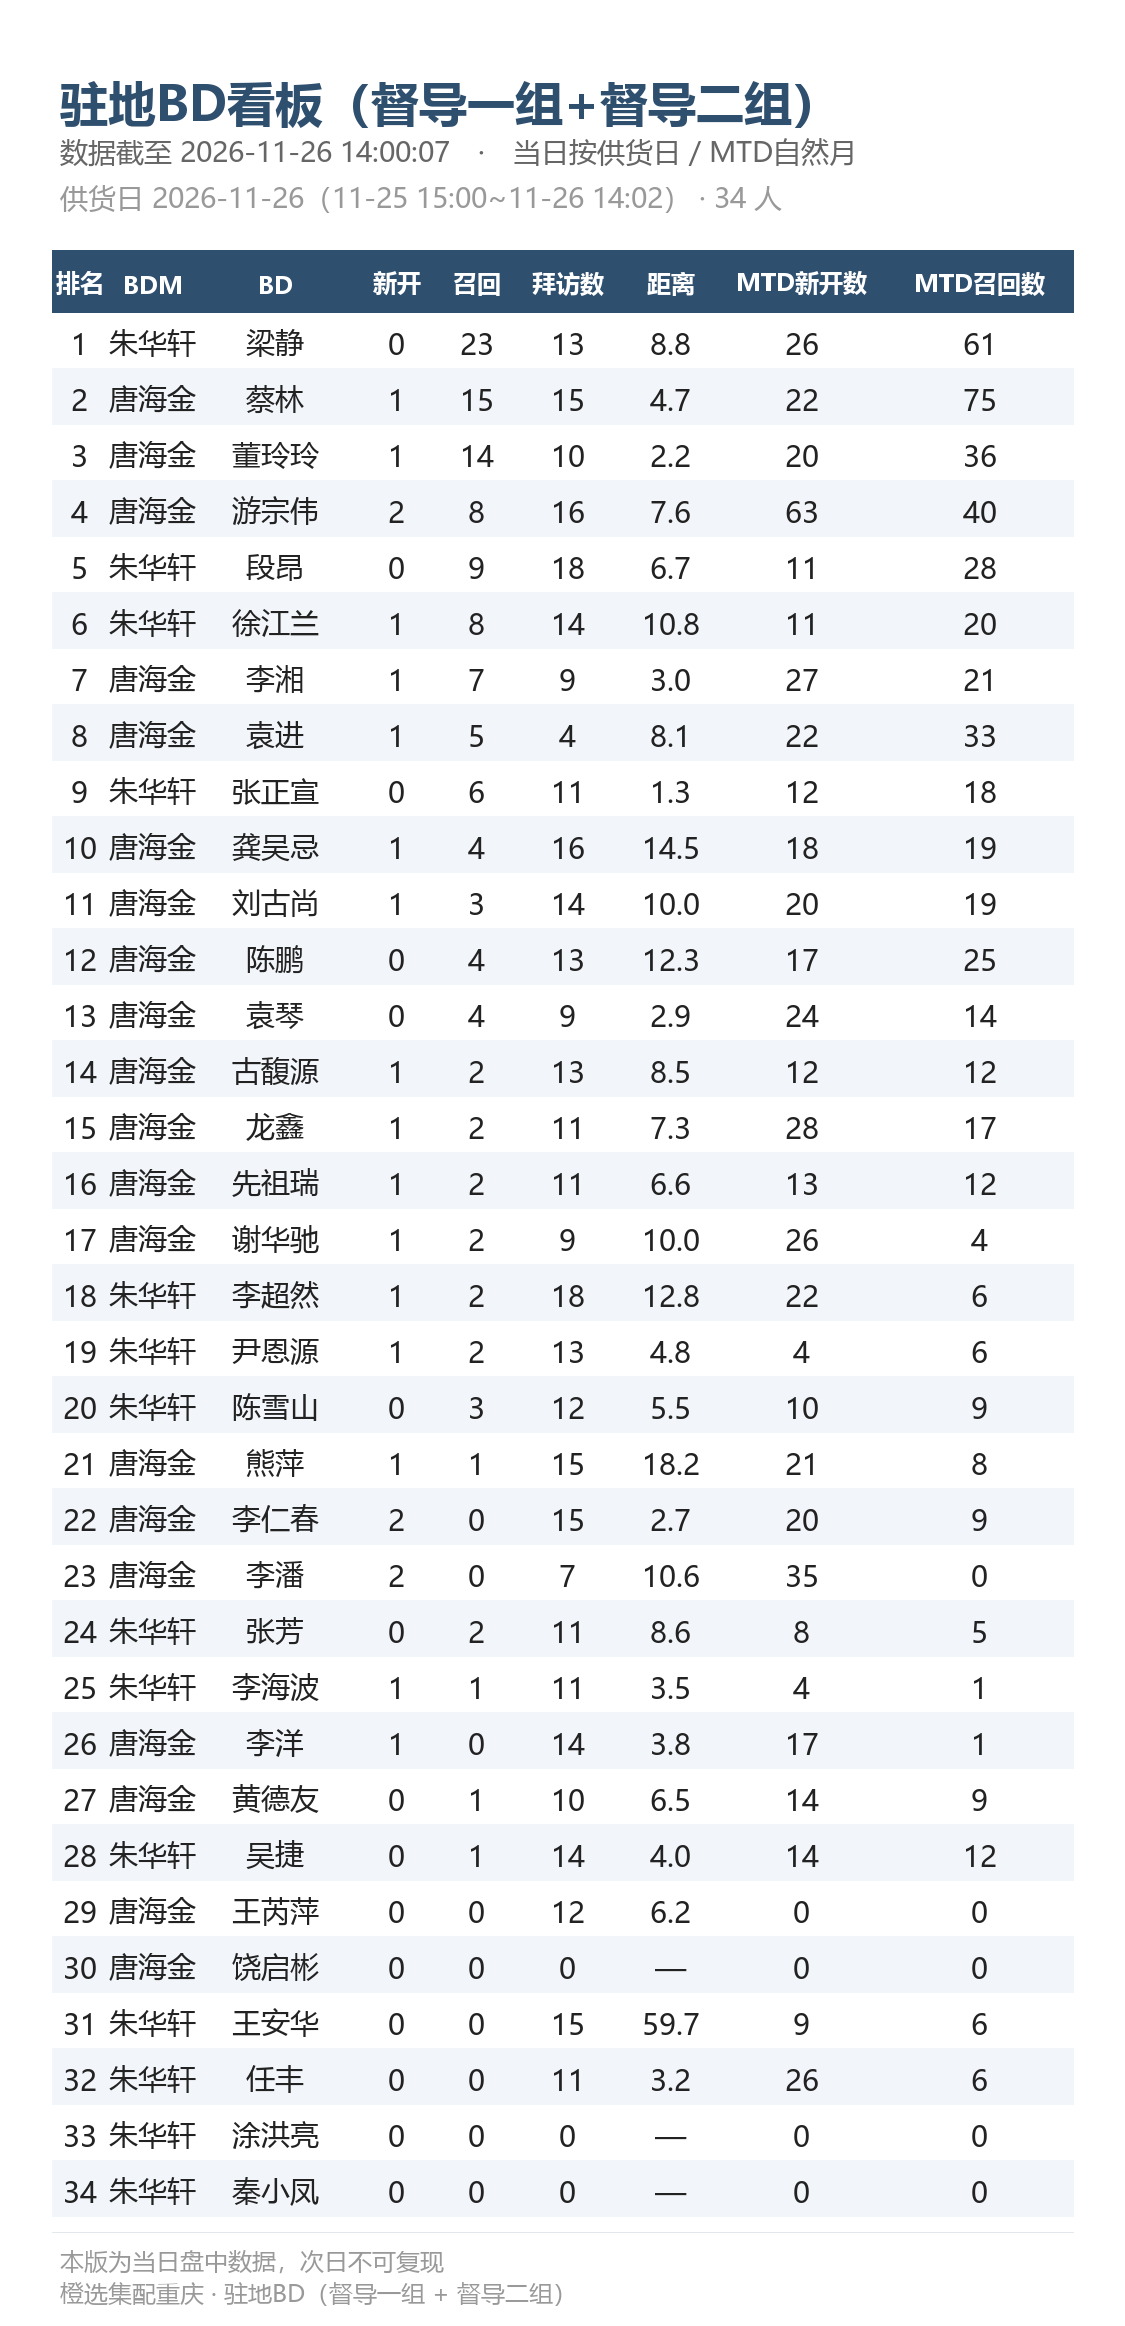 驻地BD看板（督导一组+督导二组）
数据截至 2026-11-26 14:00:07 · 当日按供货日 / MTD自然月
供货日 2026-11-26（11-25 15:00~11-26 14:02）· 34 人
排名 BDM BD 新开 召回 拜访数 距离 MTD新开数 MTD召回数
1 朱华轩 梁静 0 23 13 8.8 26 61
2 唐海金 蔡林 1 15 15 4.7 22 75
3 唐海金 董玲玲 1 14 10 2.2 20 36
4 唐海金 游宗伟 2 8 16 7.6 63 40
5 朱华轩 段昂 0 9 18 6.7 11 28
6 朱华轩 徐江兰 1 8 14 10.8 11 20
7 唐海金 李湘 1 7 9 3.0 27 21
8 唐海金 袁进 1 5 4 8.1 22 33
9 朱华轩 张正宣 0 6 11 1.3 12 18
10 唐海金 龚吴忌 1 4 16 14.5 18 19
11 唐海金 刘古尚 1 3 14 10.0 20 19
12 唐海金 陈鹏 0 4 13 12.3 17 25
13 唐海金 袁琴 0 4 9 2.9 24 14
14 唐海金 古馥源 1 2 13 8.5 12 12
15 唐海金 龙鑫 1 2 11 7.3 28 17
16 唐海金 先祖瑞 1 2 11 6.6 13 12
17 唐海金 谢华驰 1 2 9 10.0 26 4
18 朱华轩 李超然 1 2 18 12.8 22 6
19 朱华轩 尹恩源 1 2 13 4.8 4 6
20 朱华轩 陈雪山 0 3 12 5.5 10 9
21 唐海金 熊萍 1 1 15 18.2 21 8
22 唐海金 李仁春 2 0 15 2.7 20 9
23 唐海金 李潘 2 0 7 10.6 35 0
24 朱华轩 张芳 0 2 11 8.6 8 5
25 朱华轩 李海波 1 1 11 3.5 4 1
26 唐海金 李洋 1 0 14 3.8 17 1
27 唐海金 黄德友 0 1 10 6.5 14 9
28 朱华轩 吴捷 0 1 14 4.0 14 12
29 唐海金 王芮萍 0 0 12 6.2 0 0
30 唐海金 饶启彬 0 0 0 — 0 0
31 朱华轩 王安华 0 0 15 59.7 9 6
32 朱华轩 任丰 0 0 11 3.2 26 6
33 朱华轩 涂洪亮 0 0 0 — 0 0
34 朱华轩 秦小凤 0 0 0 — 0 0
本版为当日盘中数据，次日不可复现
橙选集配重庆 · 驻地BD（督导一组 + 督导二组）